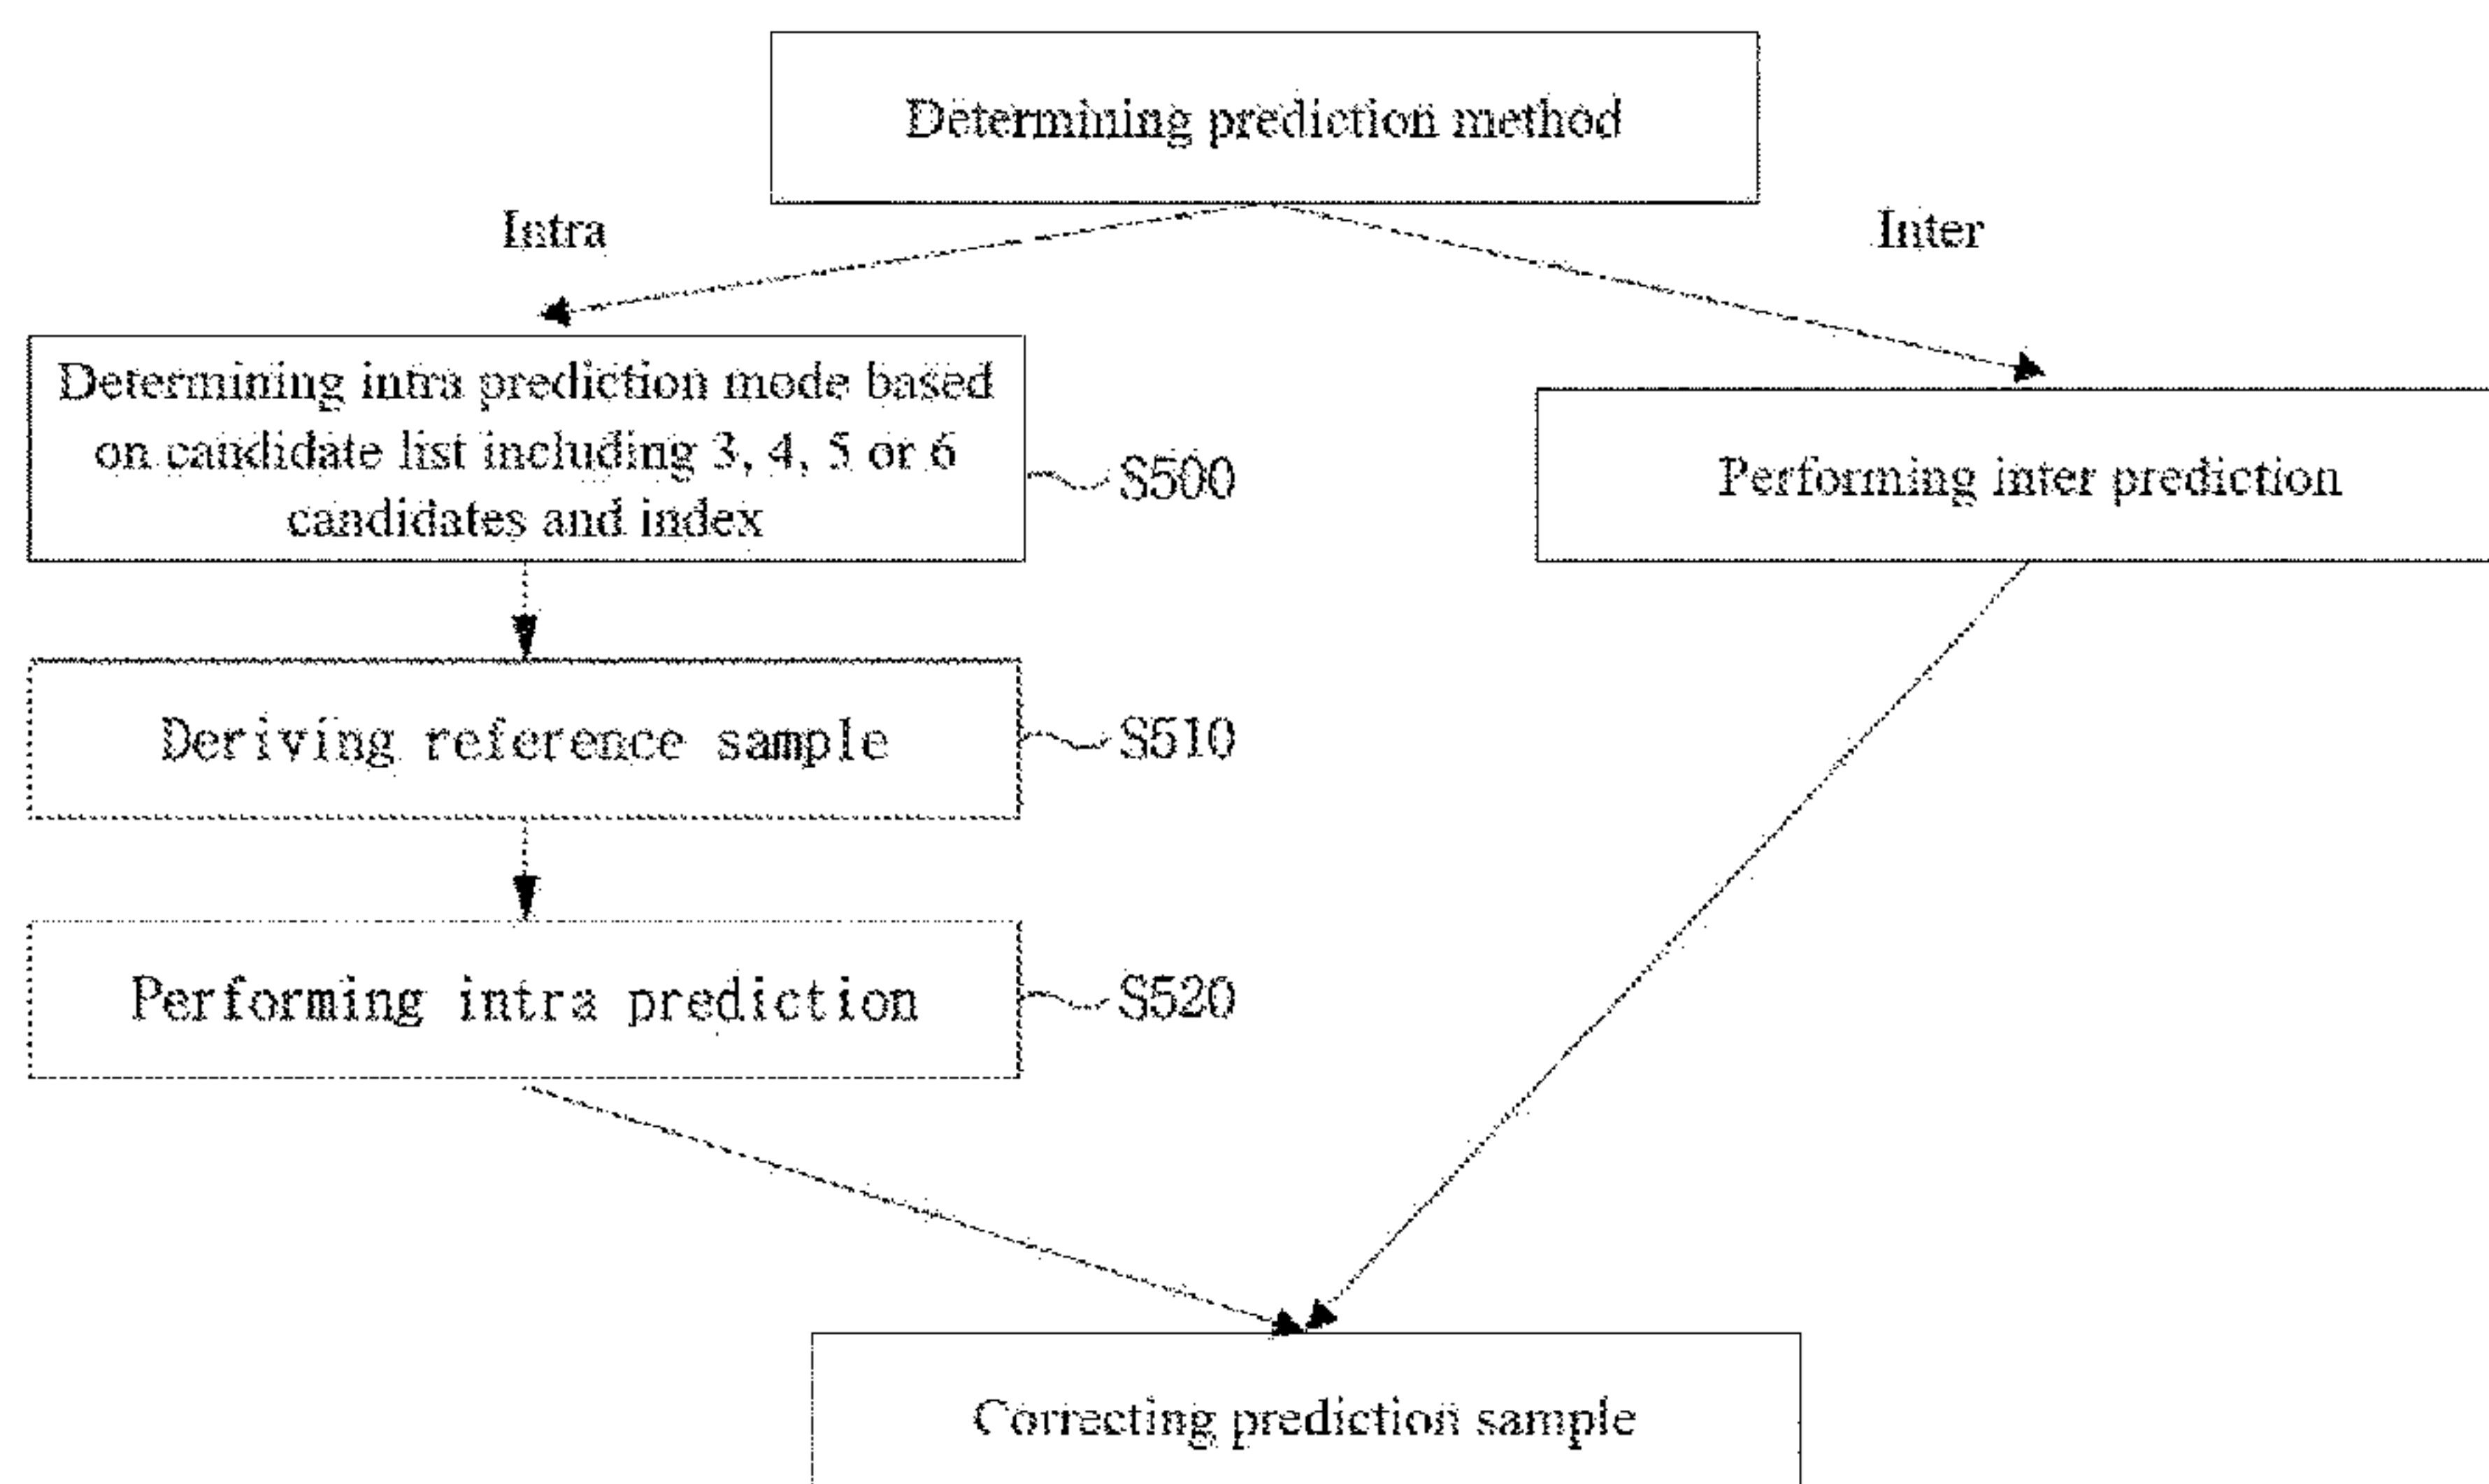 Determining prediction method
Intra
Inter
Determining intra prediction mode based
on candidate list including 3, 4, 5 or 6
candidates and index
S500
Performing inter prediction
Deriving reference sample
S510
Performing intra prediction
S520
Correcting prediction sample